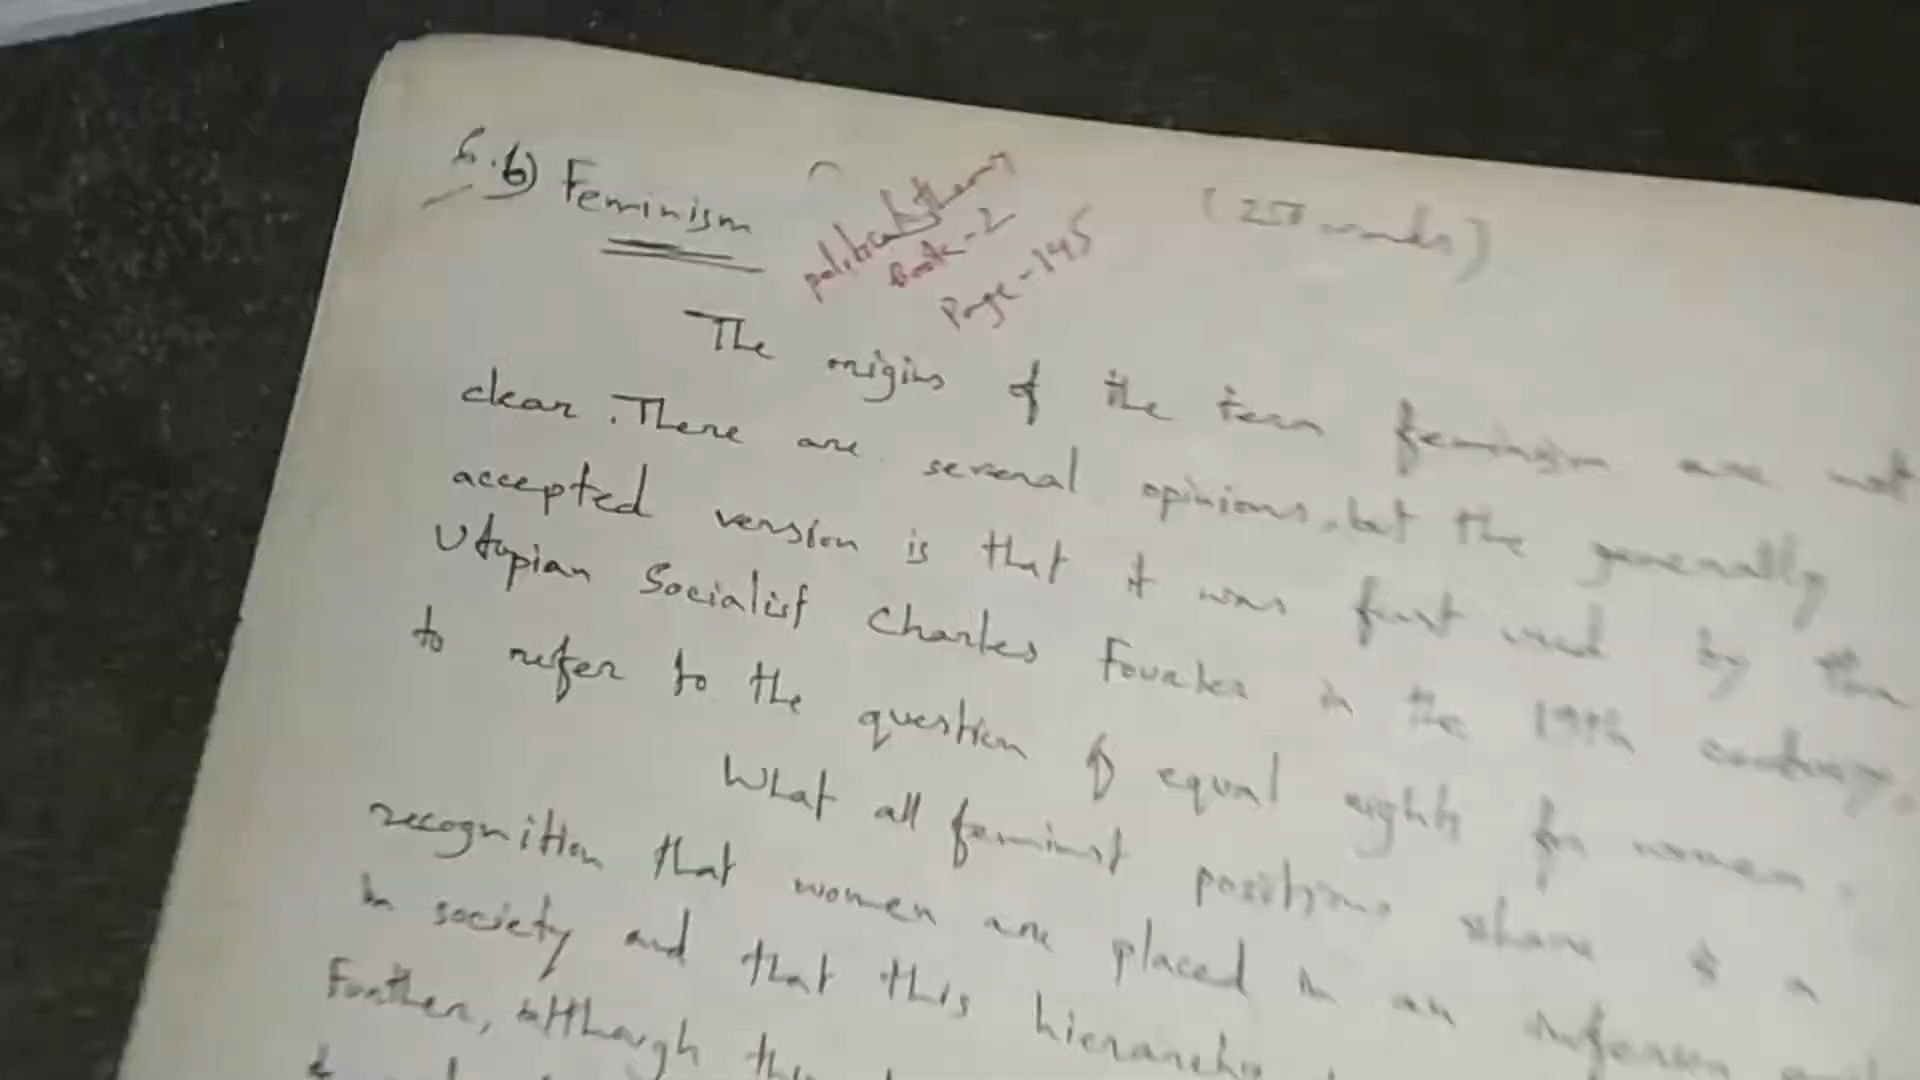 b) Feminism
(250 words)
political theory
Book-2
Page-145
The origins of the term feminism are not
clear. There are several opinions, but the generally
accepted version is that it was first used by the
Utopian Socialist Charles Fourier in the 19th century,
to refer to the question of equal rights for women.
What all feminist positions share is a
recognition that women are placed in an inferior
in society and that this
Further, although